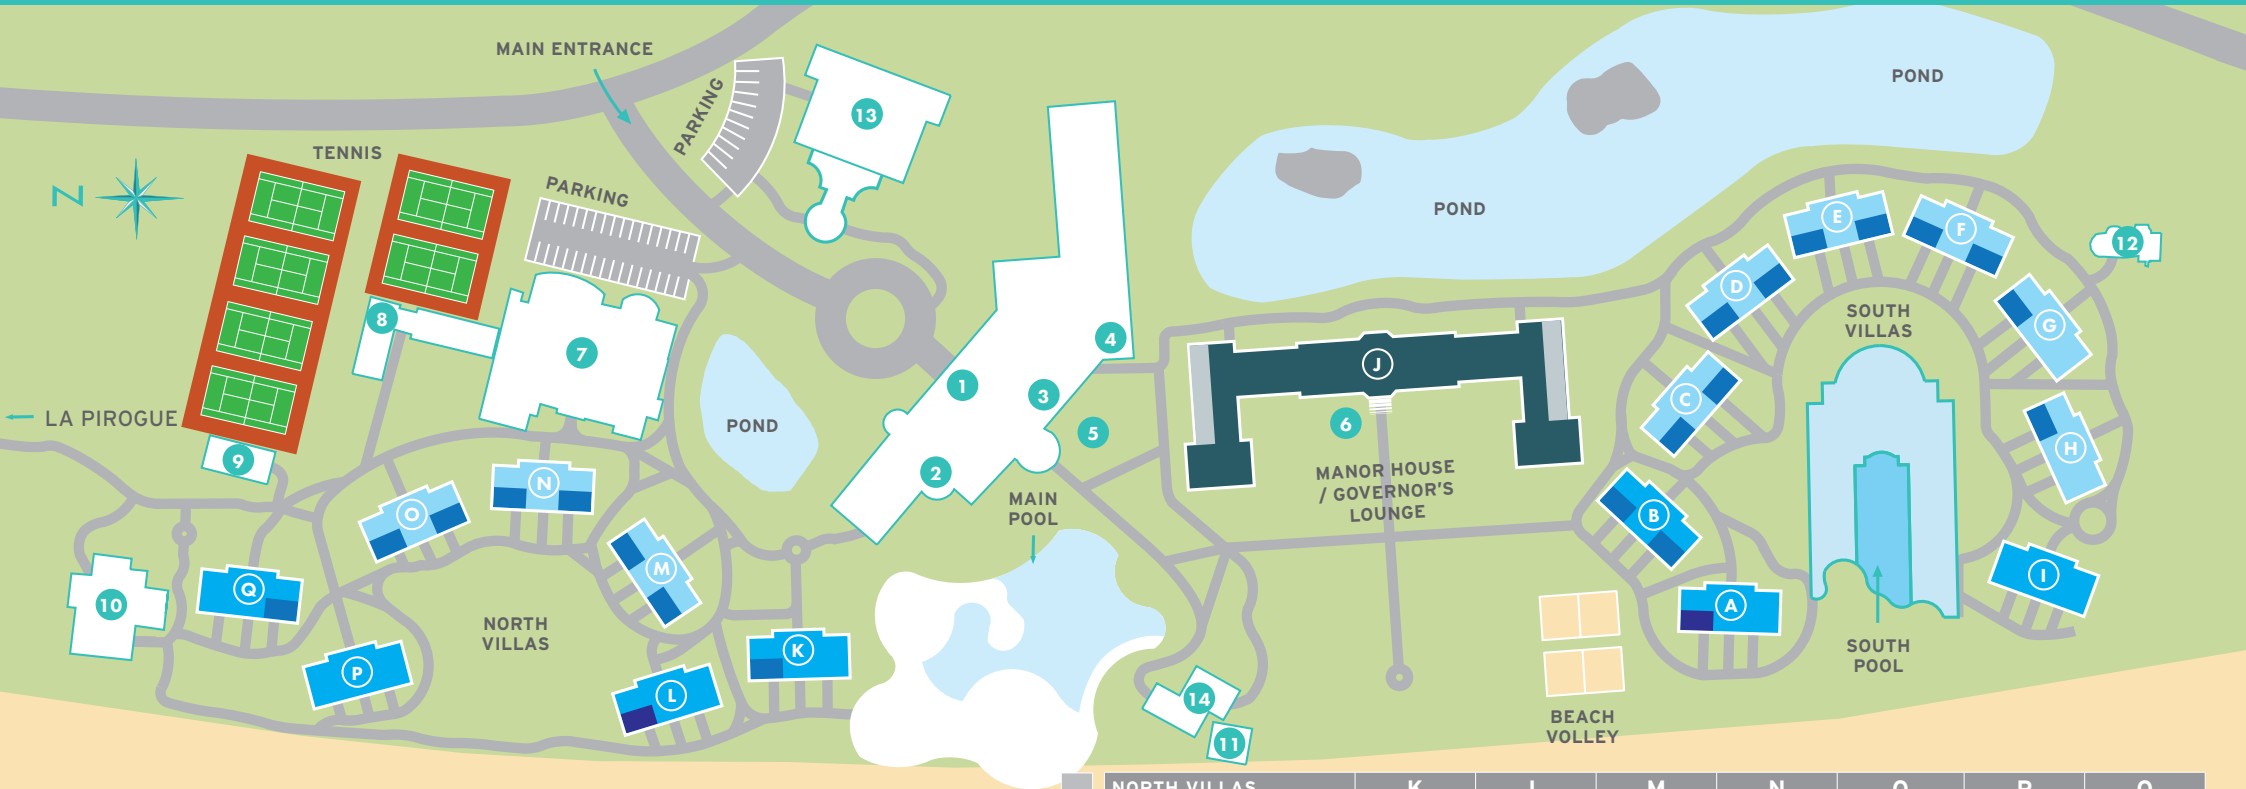 MAIN ENTRANCE
PARKING
13
POND
TENNIS
N
PARKING
POND
E
F
12
D
8
7
4
SOUTH
VILLAS
G
J
1
3
C
LA PIROGUE
POND
5
6
9
2
H
N
MANOR HOUSE
/ GOVERNOR'S
LOUNGE
MAIN
POOL
O
B
M
Q
10
I
A
NORTH
VILLAS
K
SOUTH
POOL
P
L
14
BEACH
VOLLEY
11
NORTH VILLAS K L M N O P Q